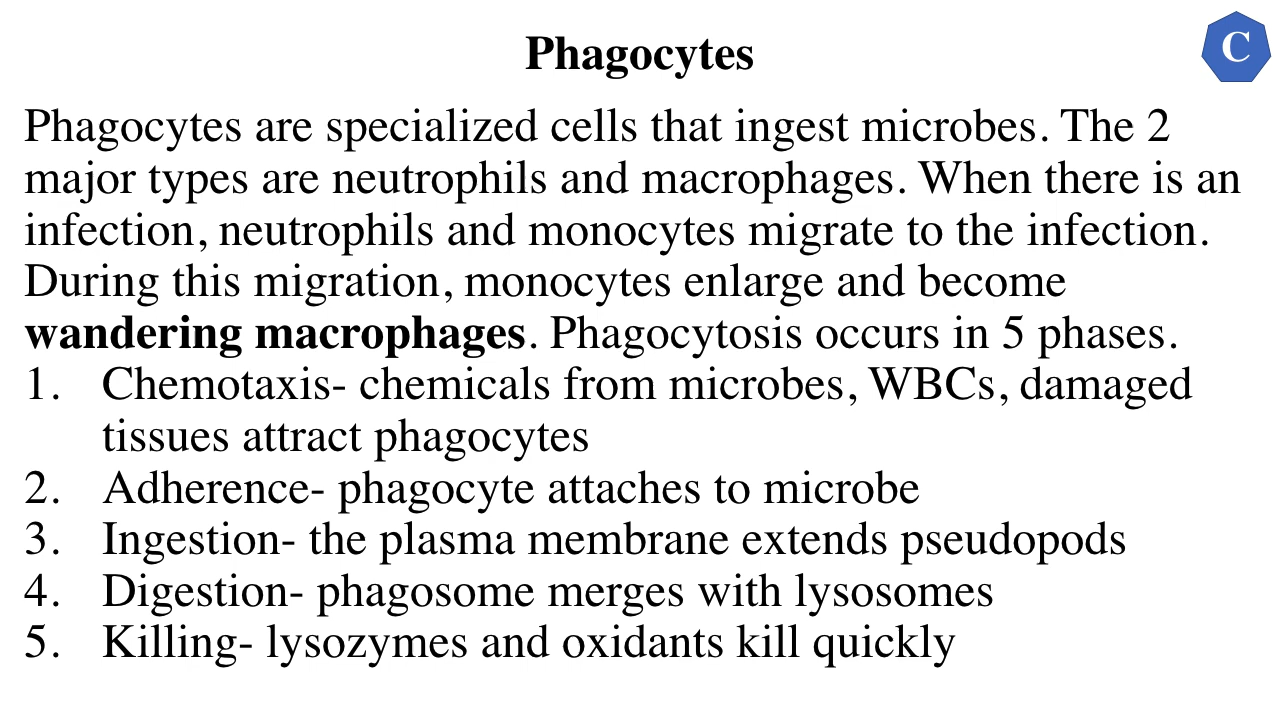 Phagocytes
C
Phagocytes are specialized cells that ingest microbes. The 2
major types are neutrophils and macrophages. When there is an
infection, neutrophils and monocytes migrate to the infection.
During this migration, monocytes enlarge and become
wandering macrophages. Phagocytosis occurs in 5 phases.
1. Chemotaxis- chemicals from microbes, WBCs, damaged
tissues attract phagocytes
2. Adherence- phagocyte attaches to microbe
3. Ingestion- the plasma membrane extends pseudopods
4. Digestion- phagosome merges with lysosomes
5. Killing- lysozymes and oxidants kill quickly